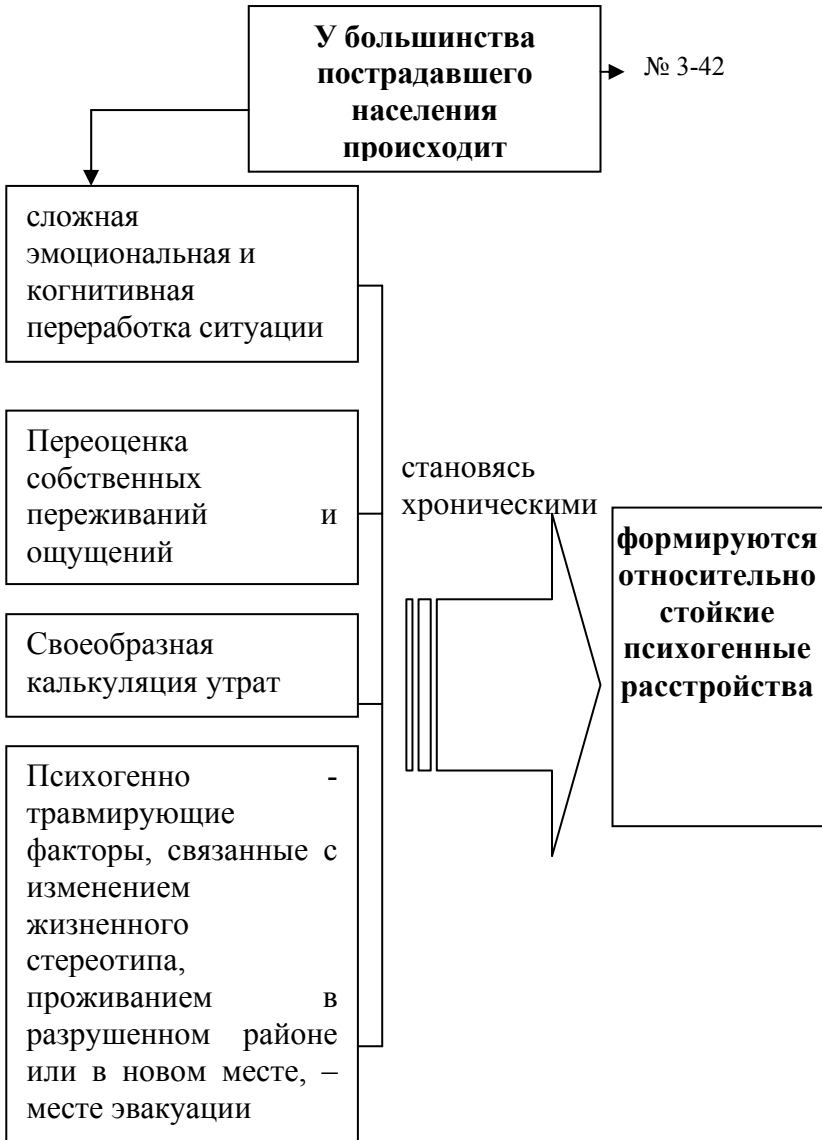 У большинства
пострадавшего
населения
происходит
№ 3-42
сложная
эмоциональная и
когнитивная
переработка ситуации
Переоценка
собственных
переживаний и
ощущений
Своеобразная
калькуляция утрат
Психогенно -
травмирующие
факторы, связанные с
изменением
жизненного
стереотипа,
проживанием в
разрушенном районе
или в новом месте, –
месте эвакуации
становясь
хроническими
формируются
относительно
стойкие
психогенные
расстройства